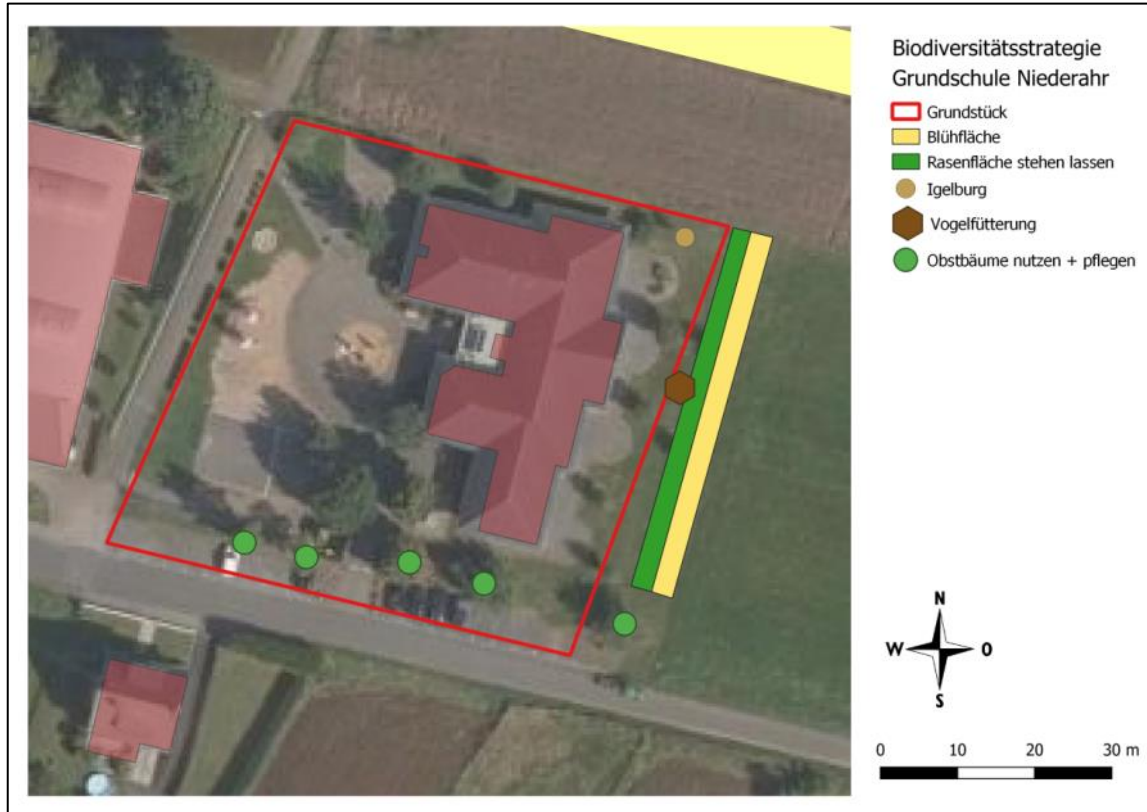 Biodiversitätsstrategie
Grundschule Niederahr
Grundstück
Blühfläche
Rasenfläche stehen lassen
Igelburg
Vogelfütterung
Obstbäume nutzen + pflegen
N
W O
S
0 10 20 30 m